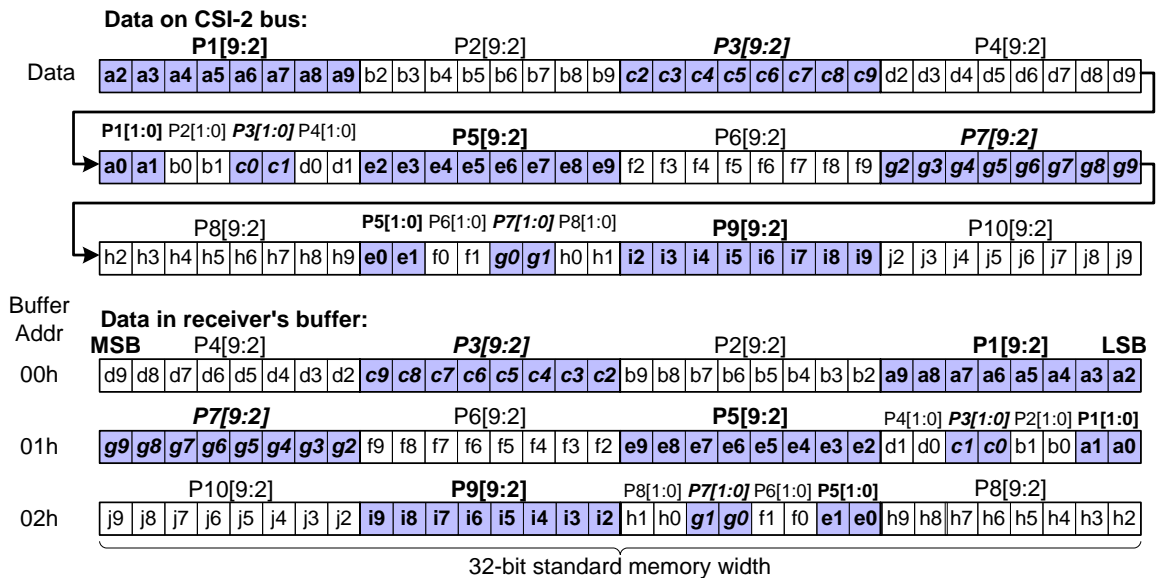 Data on CSI-2 bus:
P1[9:2] P2[9:2] P3[9:2] P4[9:2]
Data a2 a3 a4 a5 a6 a7 a8 a9 b2 b3 b4 b5 b6 b7 b8 b9 c2 c3 c4 c5 c6 c7 c8 c9 d2 d3 d4 d5 d6 d7 d8 d9
P1[1:0] P2[1:0] P3[1:0] P4[1:0] P5[9:2] P6[9:2] P7[9:2]
a0 a1 b0 b1 c0 c1 d0 d1 e2 e3 e4 e5 e6 e7 e8 e9 f2 f3 f4 f5 f6 f7 f8 f9 g2 g3 g4 g5 g6 g7 g8 g9
P8[9:2] P5[1:0] P6[1:0] P7[1:0] P8[1:0] P9[9:2] P10[9:2]
h2 h3 h4 h5 h6 h7 h8 h9 e0 e1 f0 f1 g0 g1 h0 h1 i2 i3 i4 i5 i6 i7 i8 i9 j2 j3 j4 j5 j6 j7 j8 j9
Buffer
Addr
Data in receiver's buffer:
MSB P4[9:2] P3[9:2] P2[9:2] P1[9:2] LSB
00h d9 d8 d7 d6 d5 d4 d3 d2 c9 c8 c7 c6 c5 c4 c3 c2 b9 b8 b7 b6 b5 b4 b3 b2 a9 a8 a7 a6 a5 a4 a3 a2
P7[9:2] P6[9:2] P5[9:2] P4[1:0] P3[1:0] P2[1:0] P1[1:0]
01h g9 g8 g7 g6 g5 g4 g3 g2 f9 f8 f7 f6 f5 f4 f3 f2 e9 e8 e7 e6 e5 e4 e3 e2 d1 d0 c1 c0 b1 b0 a1 a0
P10[9:2] P9[9:2] P8[1:0] P7[1:0] P6[1:0] P5[1:0] P8[9:2]
02h j9 j8 j7 j6 j5 j4 j3 j2 i9 i8 i7 i6 i5 i4 i3 i2 h1 h0 g1 g0 f1 f0 e1 e0 h9 h8 h7 h6 h5 h4 h3 h2
32-bit standard memory width